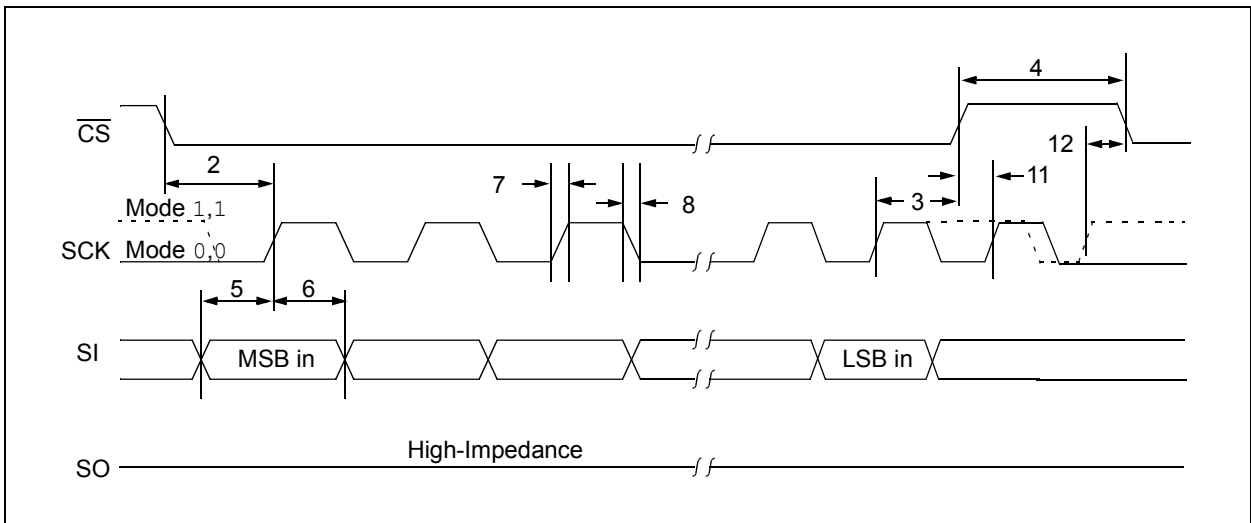 4
CS
12
2
7
8
3
11
Mode 1,1
SCK Mode 0,0
5
6
SI
MSB in
LSB in
High-Impedance
SO